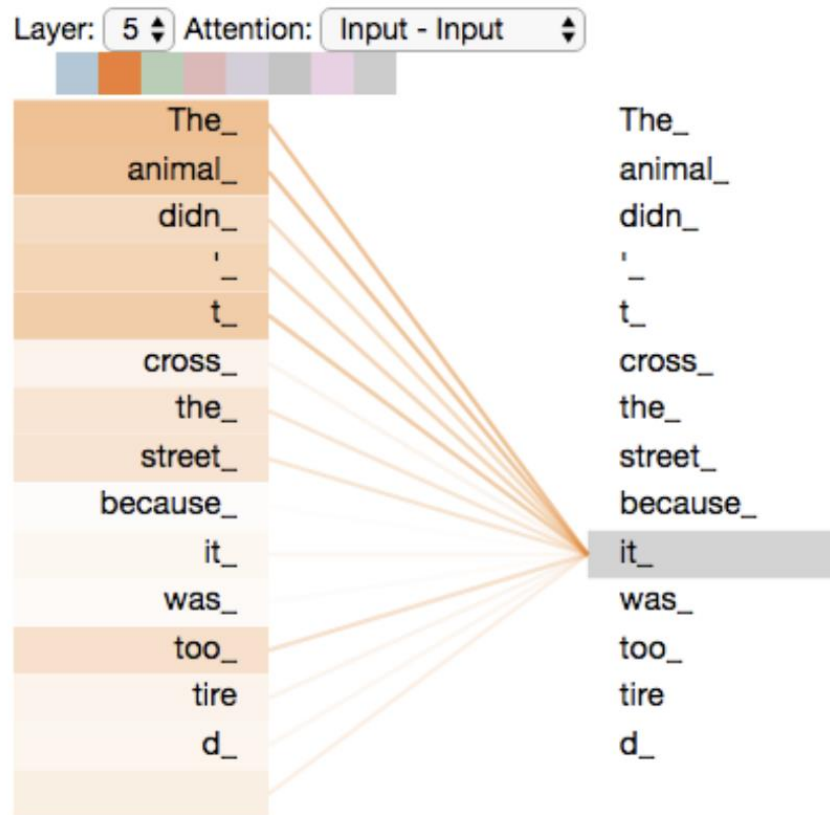 Layer: 5 Attention: Input - Input
The_ The_
animal_ animal_
didn_ didn_
'_ '_
t_ t_
cross_ cross_
the_ the_
street_ street_
because_ because_
it_ it_
was_ was_
too_ too_
tire tire
d_ d_